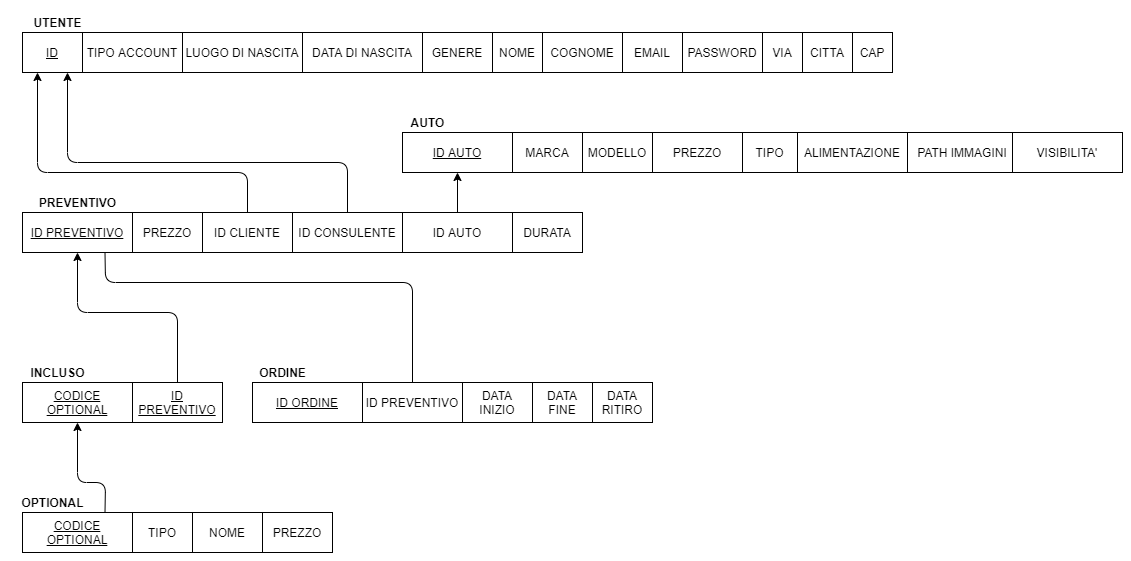 UTENTE
ID TIPO ACCOUNT LUOGO DI NASCITA DATA DI NASCITA GENERE NOME COGNOME EMAIL PASSWORD VIA CITTA CAP
AUTO
ID AUTO MARCA MODELLO PREZZO TIPO ALIMENTAZIONE PATH IMMAGINI VISIBILITA'
PREVENTIVO
ID PREVENTIVO PREZZO ID CLIENTE ID CONSULENTE ID AUTO DURATA
INCLUSO
CODICE OPTIONAL
ID PREVENTIVO
ORDINE
ID ORDINE ID PREVENTIVO
DATA INIZIO
DATA FINE
DATA RITIRO
OPTIONAL
CODICE OPTIONAL
TIPO NOME PREZZO